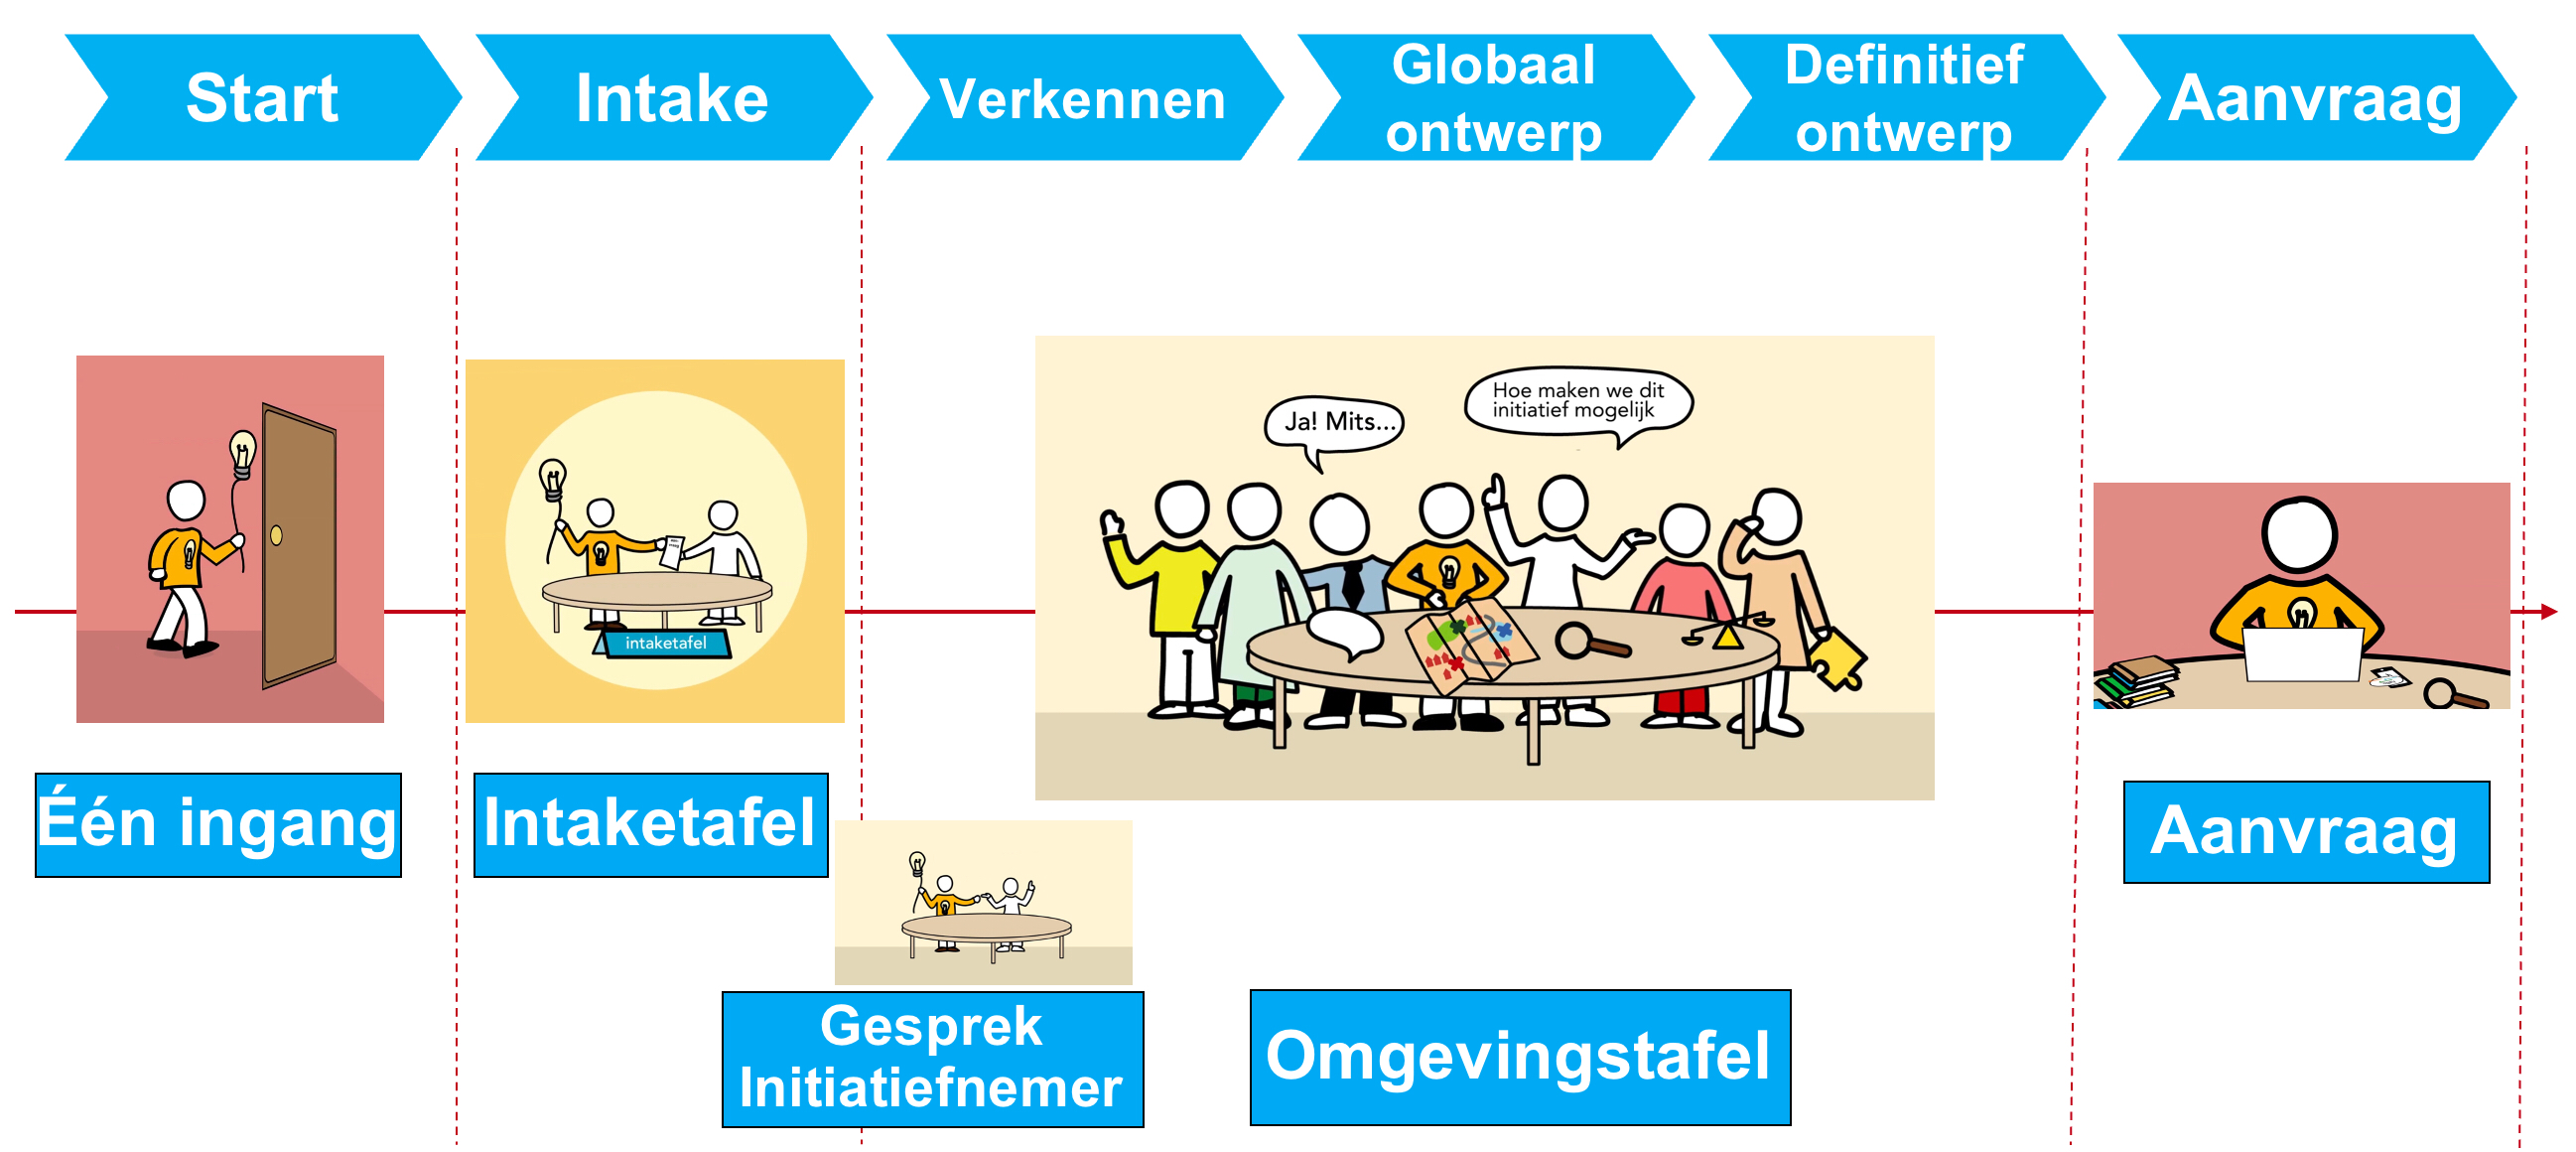 Start
Intake
Verkennen
Globaal
ontwerp
Definitief
ontwerp
Aanvraag
Ja! Mits...
Hoe maken we dit
initiatief mogelijk
intaketafel
Één ingang
Intaketafel
Aanvraag
Gesprek
Initiatiefnemer
Omgevingstafel